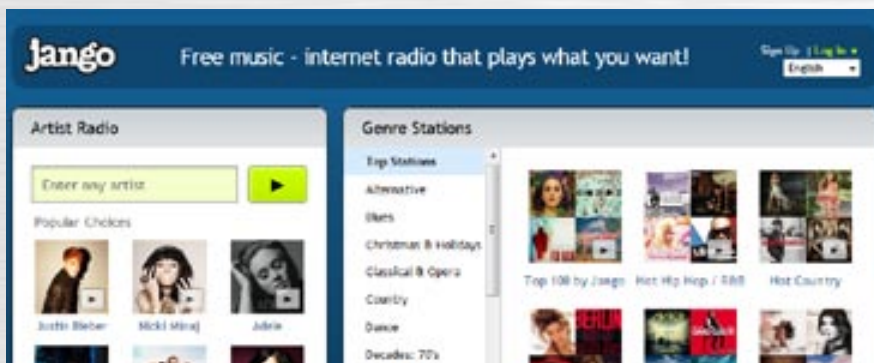 jango
Free music - internet radio that plays what you want!
Sign Up | Log In
English
Artist Radio
Enter any artist
Popular Choices
Justin Bieber
Nicki Minaj
Adele
Genre Stations
Top Stations
Alternative
Blues
Christmas & Holidays
Classical & Opera
Country
Dance
Decades: 70's
Top 100 by Jango
Hot Hip Hop / R&B
Hot Country
BERLIN